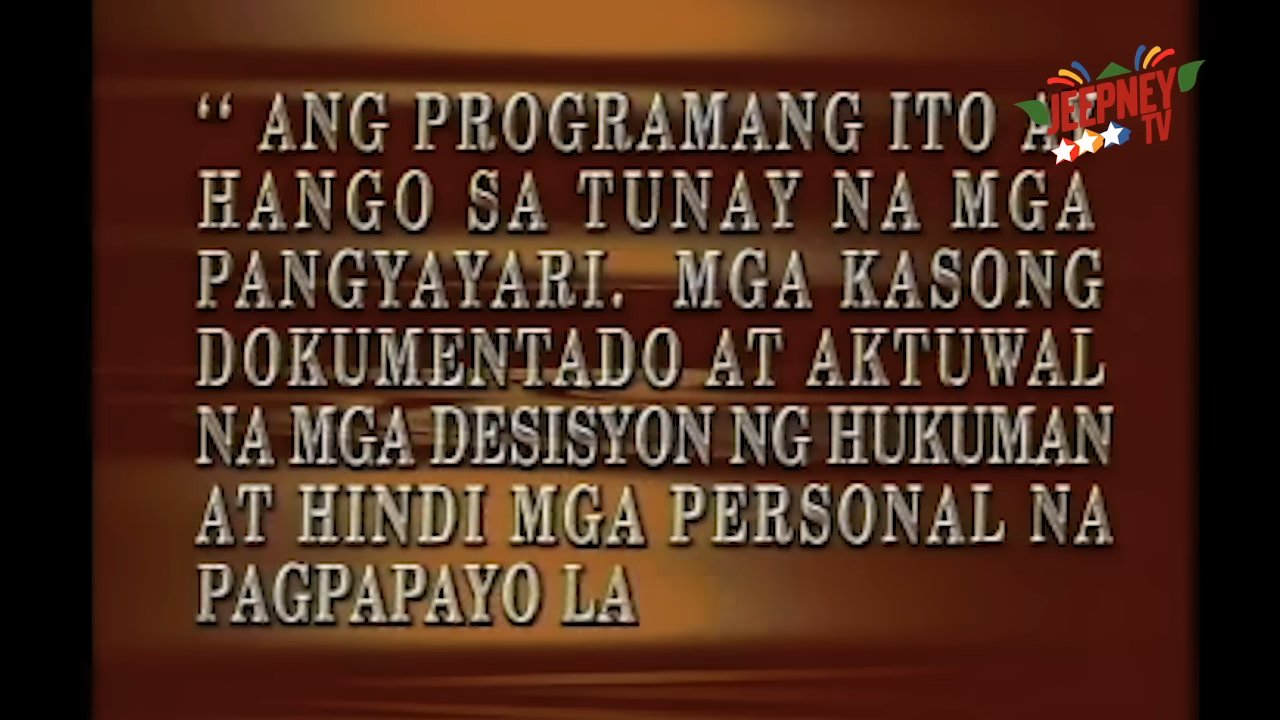 “ ANG PROGRAMANG ITO
HANGO SA TUNAY NA MGA
PANGYAYARI. MGA KASONG
DOKUMENTADO AT AKTUWAL
NA MGA DESISYON NG HUKUMAN
AT HINDI MGA PERSONAL NA
PAGPAPAYO LA
JEEPNEY
TV